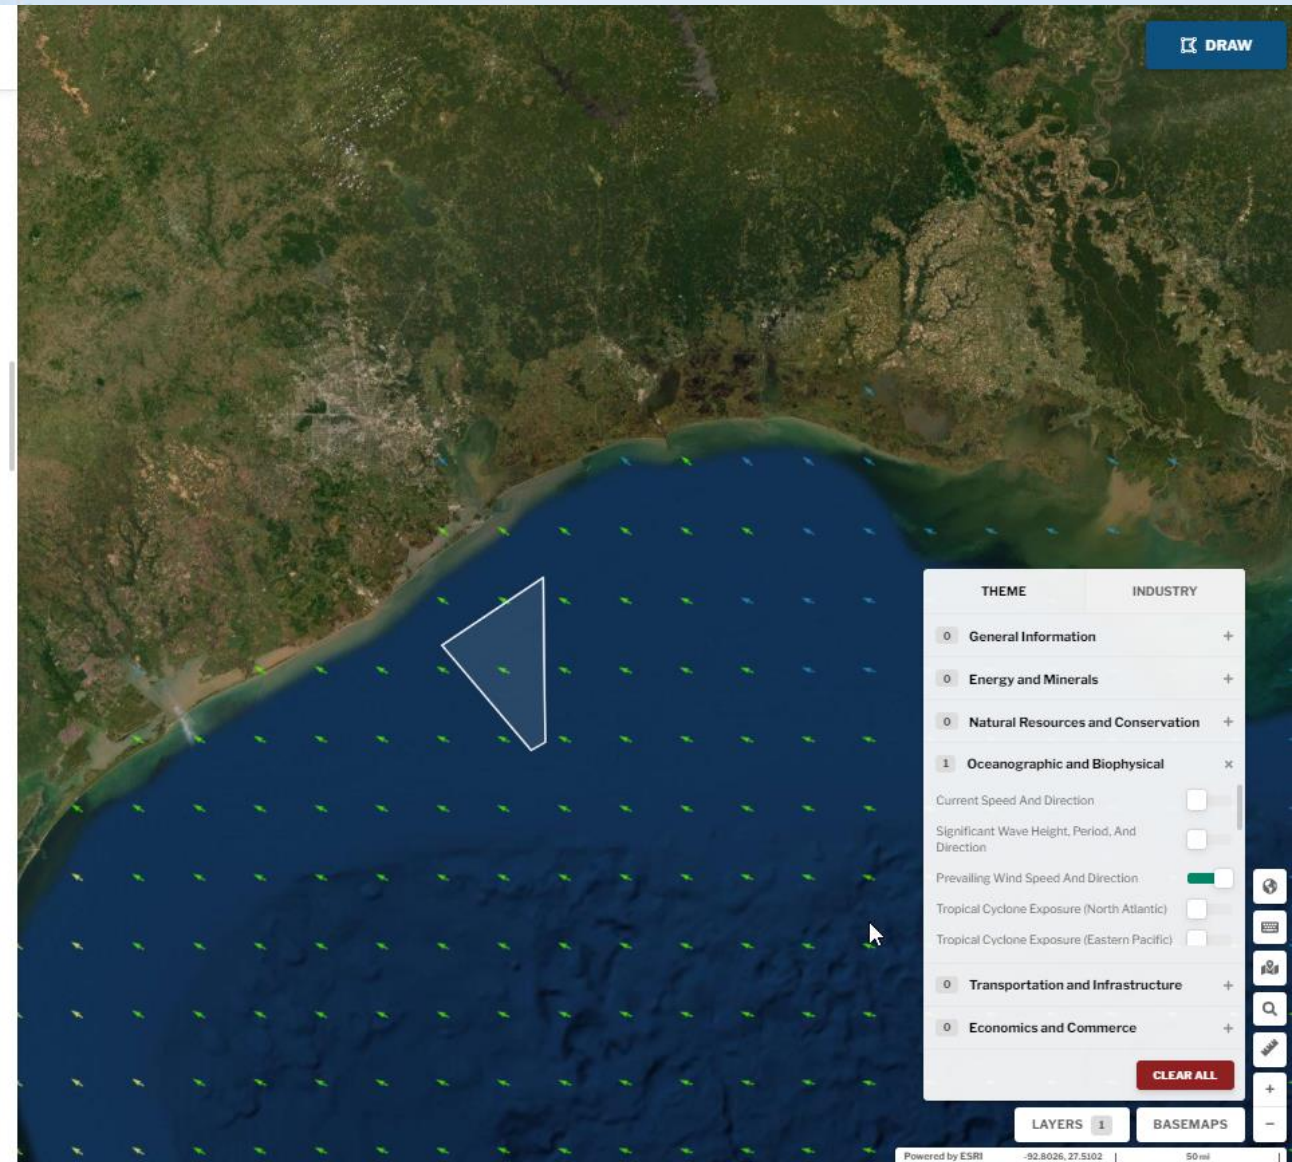 DRAW
THEME INDUSTRY
0 General Information +
0 Energy and Minerals +
0 Natural Resources and Conservation +
1 Oceanographic and Biophysical ×
Current Speed And Direction
Significant Wave Height, Period, And
Direction
Prevailing Wind Speed And Direction
Tropical Cyclone Exposure (North Atlantic)
Tropical Cyclone Exposure (Eastern Pacific)
0 Transportation and Infrastructure +
0 Economics and Commerce +
CLEAR ALL
+
LAYERS 1 BASEMAPS −
Powered by ESRI -92.8026, 27.5102 | 50 mi |